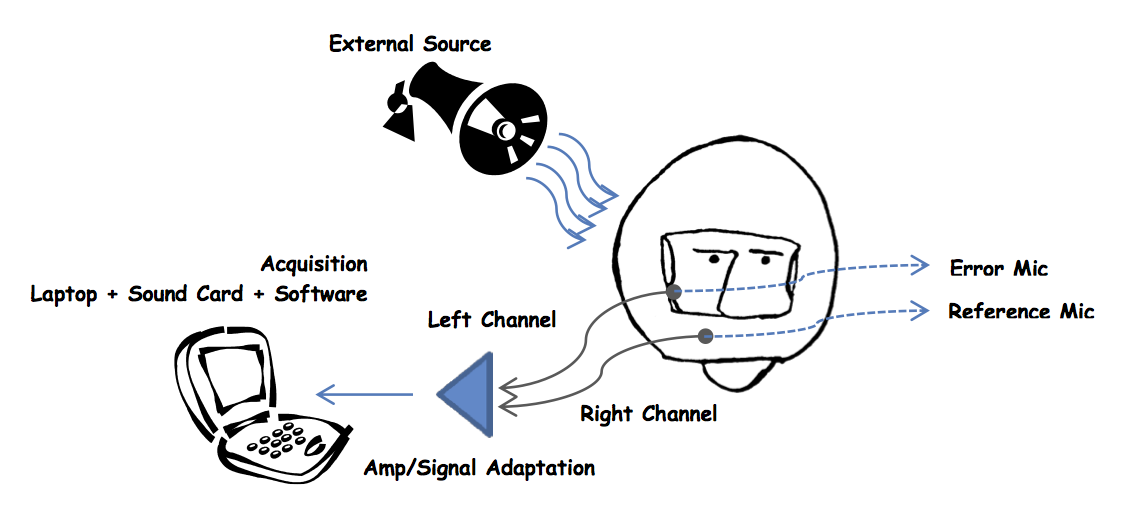 External Source
Acquisition
Laptop + Sound Card + Software
Left Channel
Error Mic
Reference Mic
Right Channel
Amp/Signal Adaptation